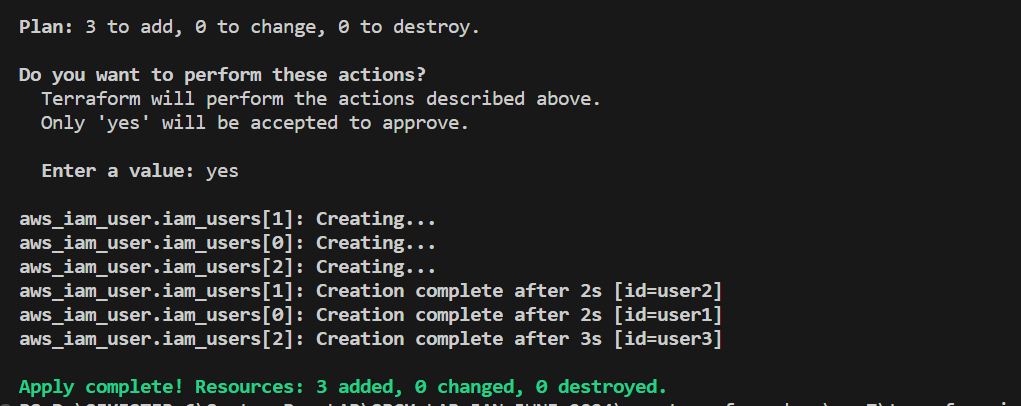 Plan: 3 to add, 0 to change, 0 to destroy.
Do you want to perform these actions?
Terraform will perform the actions described above.
Only 'yes' will be accepted to approve.
Enter a value: yes
aws_iam_user.iam_users[1]: Creating...
aws_iam_user.iam_users[0]: Creating...
aws_iam_user.iam_users[2]: Creating...
aws_iam_user.iam_users[1]: Creation complete after 2s [id=user2]
aws_iam_user.iam_users[0]: Creation complete after 2s [id=user1]
aws_iam_user.iam_users[2]: Creation complete after 3s [id=user3]
Apply complete! Resources: 3 added, 0 changed, 0 destroyed.